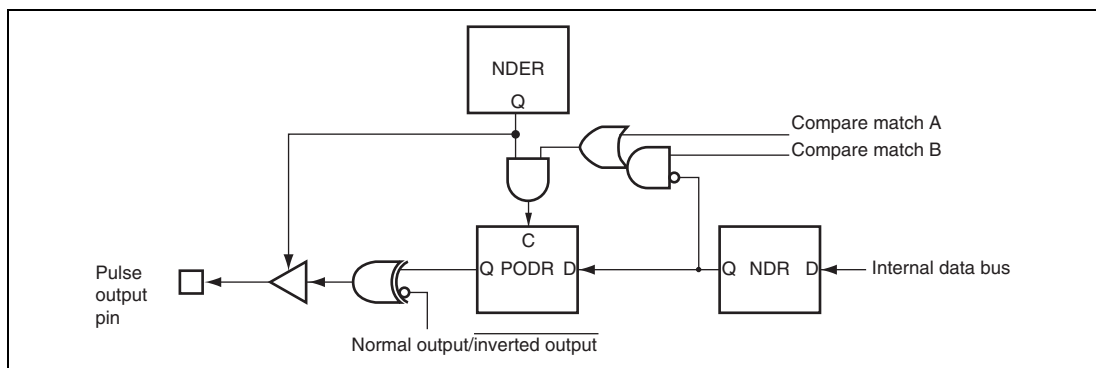 NDER
Q
Compare match A
Compare match B
C
Q PODR D
Q NDR D
Internal data bus
Pulse
output
pin
Normal output/inverted output